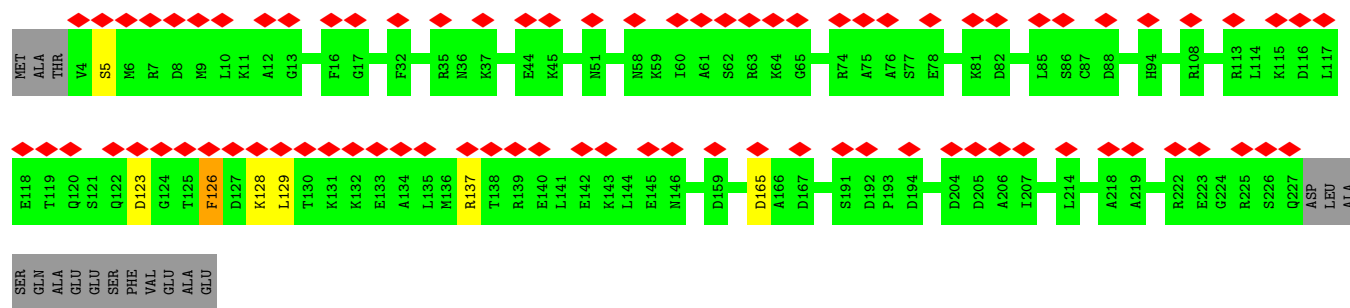 MET ALA THR V4 S5 M6 R7 D8 M9 L10 K11 A12 G13 F16 G17 F32 R35 N36 K37 E44 K45 N51 N58 K59 I60 A61 S62 R63 K64 G65 R74 A75 A76 S77 E78 K81 D82 L85 S86 C87 D88 H94 R108 R113 L114 K115 D116 L117
E118 T119 Q120 S121 Q122 D123 G124 T125 F126 D127 K128 L129 T130 K131 K132 E133 A134 L135 M136 R137 T138 R139 E140 L141 E142 K143 L144 E145 N146 D159 D165 A166 D167 S191 D192 P193 D194 D204 D205 A206 I207 L214 A218 A219 R222 E223 G224 R225 S226 Q227 ASP LEU ALA
SER GLN ALA GLU GLU SER PHE VAL GLU ALA GLU